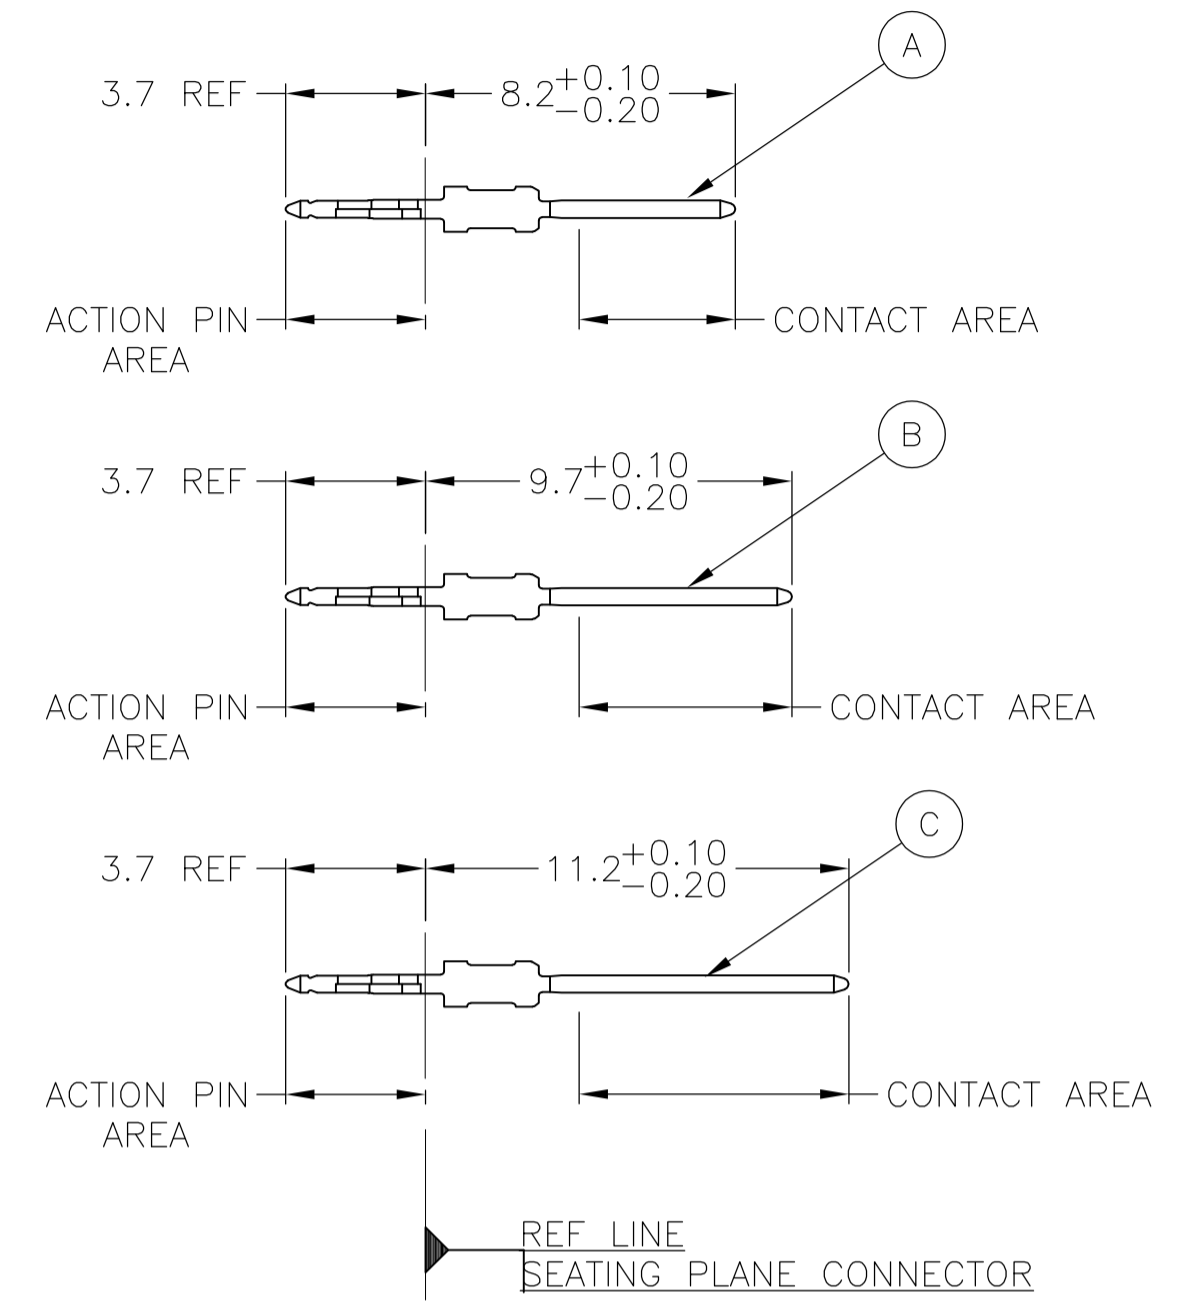 A
3.7 REF
8.2 +0.10
-0.20
ACTION PIN
AREA
CONTACT AREA
B
3.7 REF
9.7 +0.10
-0.20
ACTION PIN
AREA
CONTACT AREA
C
3.7 REF
11.2 +0.10
-0.20
ACTION PIN
AREA
CONTACT AREA
REF LINE
SEATING PLANE CONNECTOR